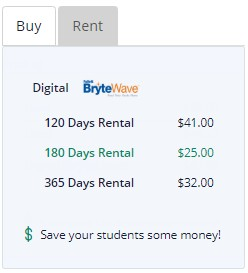 Buy Rent
Digital BryteWave
120 Days Rental $41.00
180 Days Rental $25.00
365 Days Rental $32.00
$ Save your students some money!